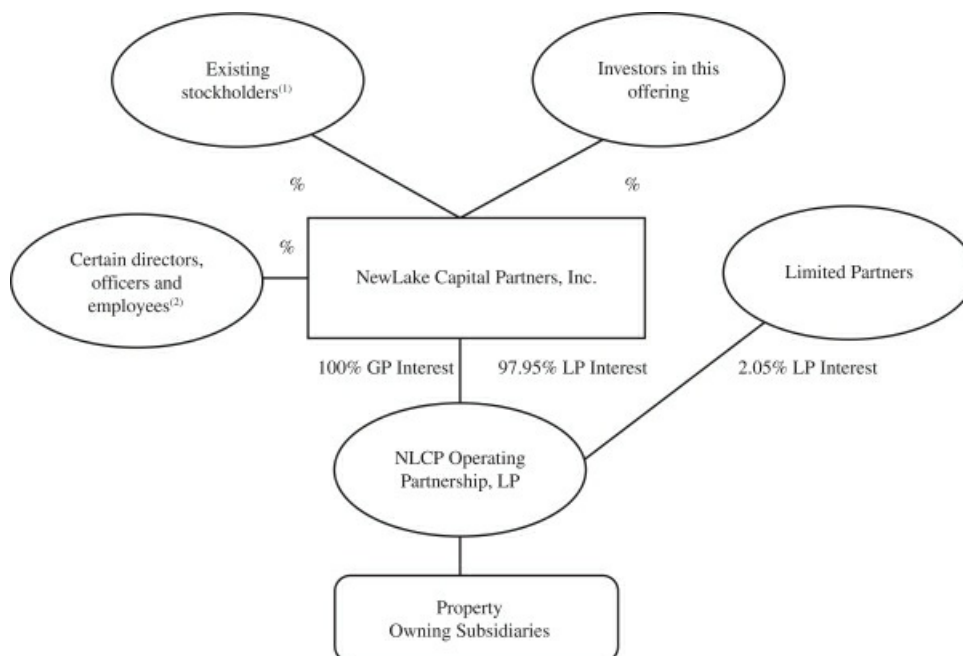 Existing
stockholders(1)
Investors in this
offering
%
%
Certain directors,
officers and
employees(2)
%
NewLake Capital Partners, Inc.
Limited Partners
100% GP Interest
97.95% LP Interest
2.05% LP Interest
NLCP Operating
Partnership, LP
Property
Owning Subsidiaries